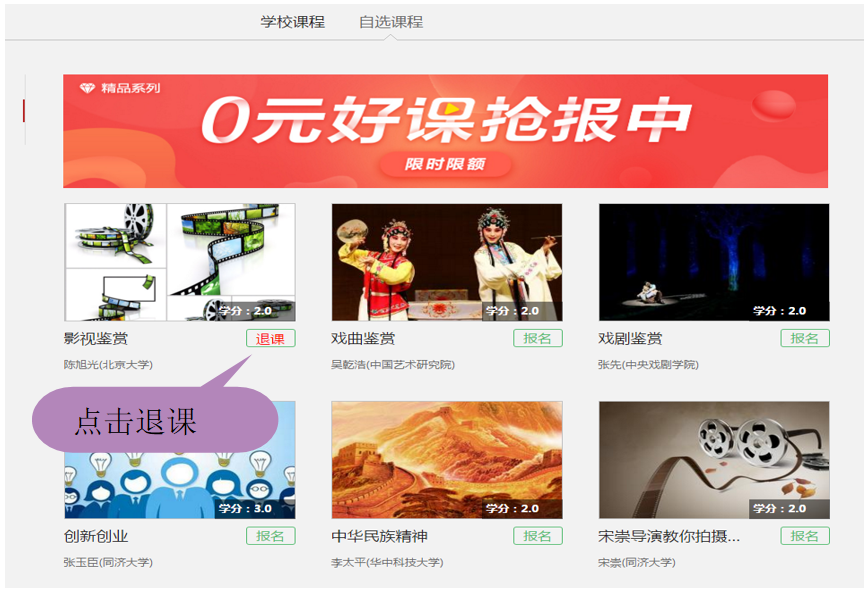 学校课程
自选课程
精品系列
0元好课抢报中
限时限额
学分：2.0
学分：2.0
学分：2.0
影视鉴赏
退课
戏曲鉴赏
报名
戏剧鉴赏
报名
陈旭光(北京大学)
吴乾浩(中国艺术研究院)
张先(中央戏剧学院)
点击退课
学分：3.0
学分：2.0
学分：2.0
创新创业
报名
中华民族精神
报名
宋崇导演教你拍摄...
报名
张玉臣(同济大学)
李太平(华中科技大学)
宋崇(同济大学)